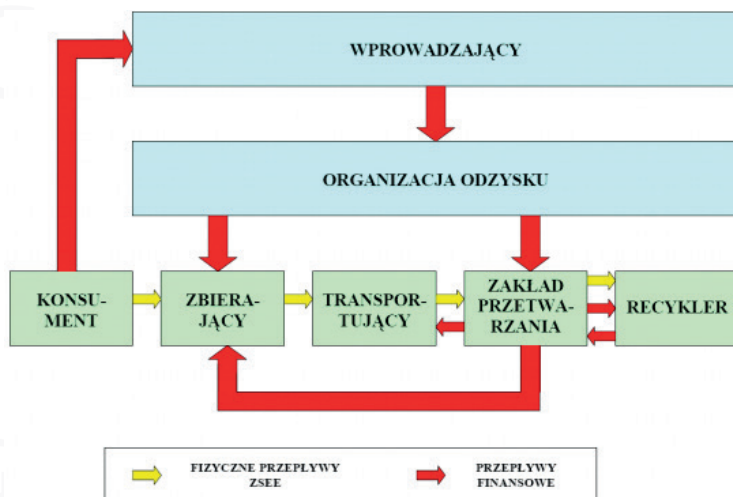 WPROWADZAJĄCY
ORGANIZACJA ODZYSKU
KONSU-
MENT
ZBIERA-
JĄCY
TRANSPOR-
TUJĄCY
ZAKŁAD
PRZETWA-
RZANIA
RECYKLER
FIZYCZNE PRZEPŁYWY
ZSEE
PRZEPŁYWY
FINANSOWE